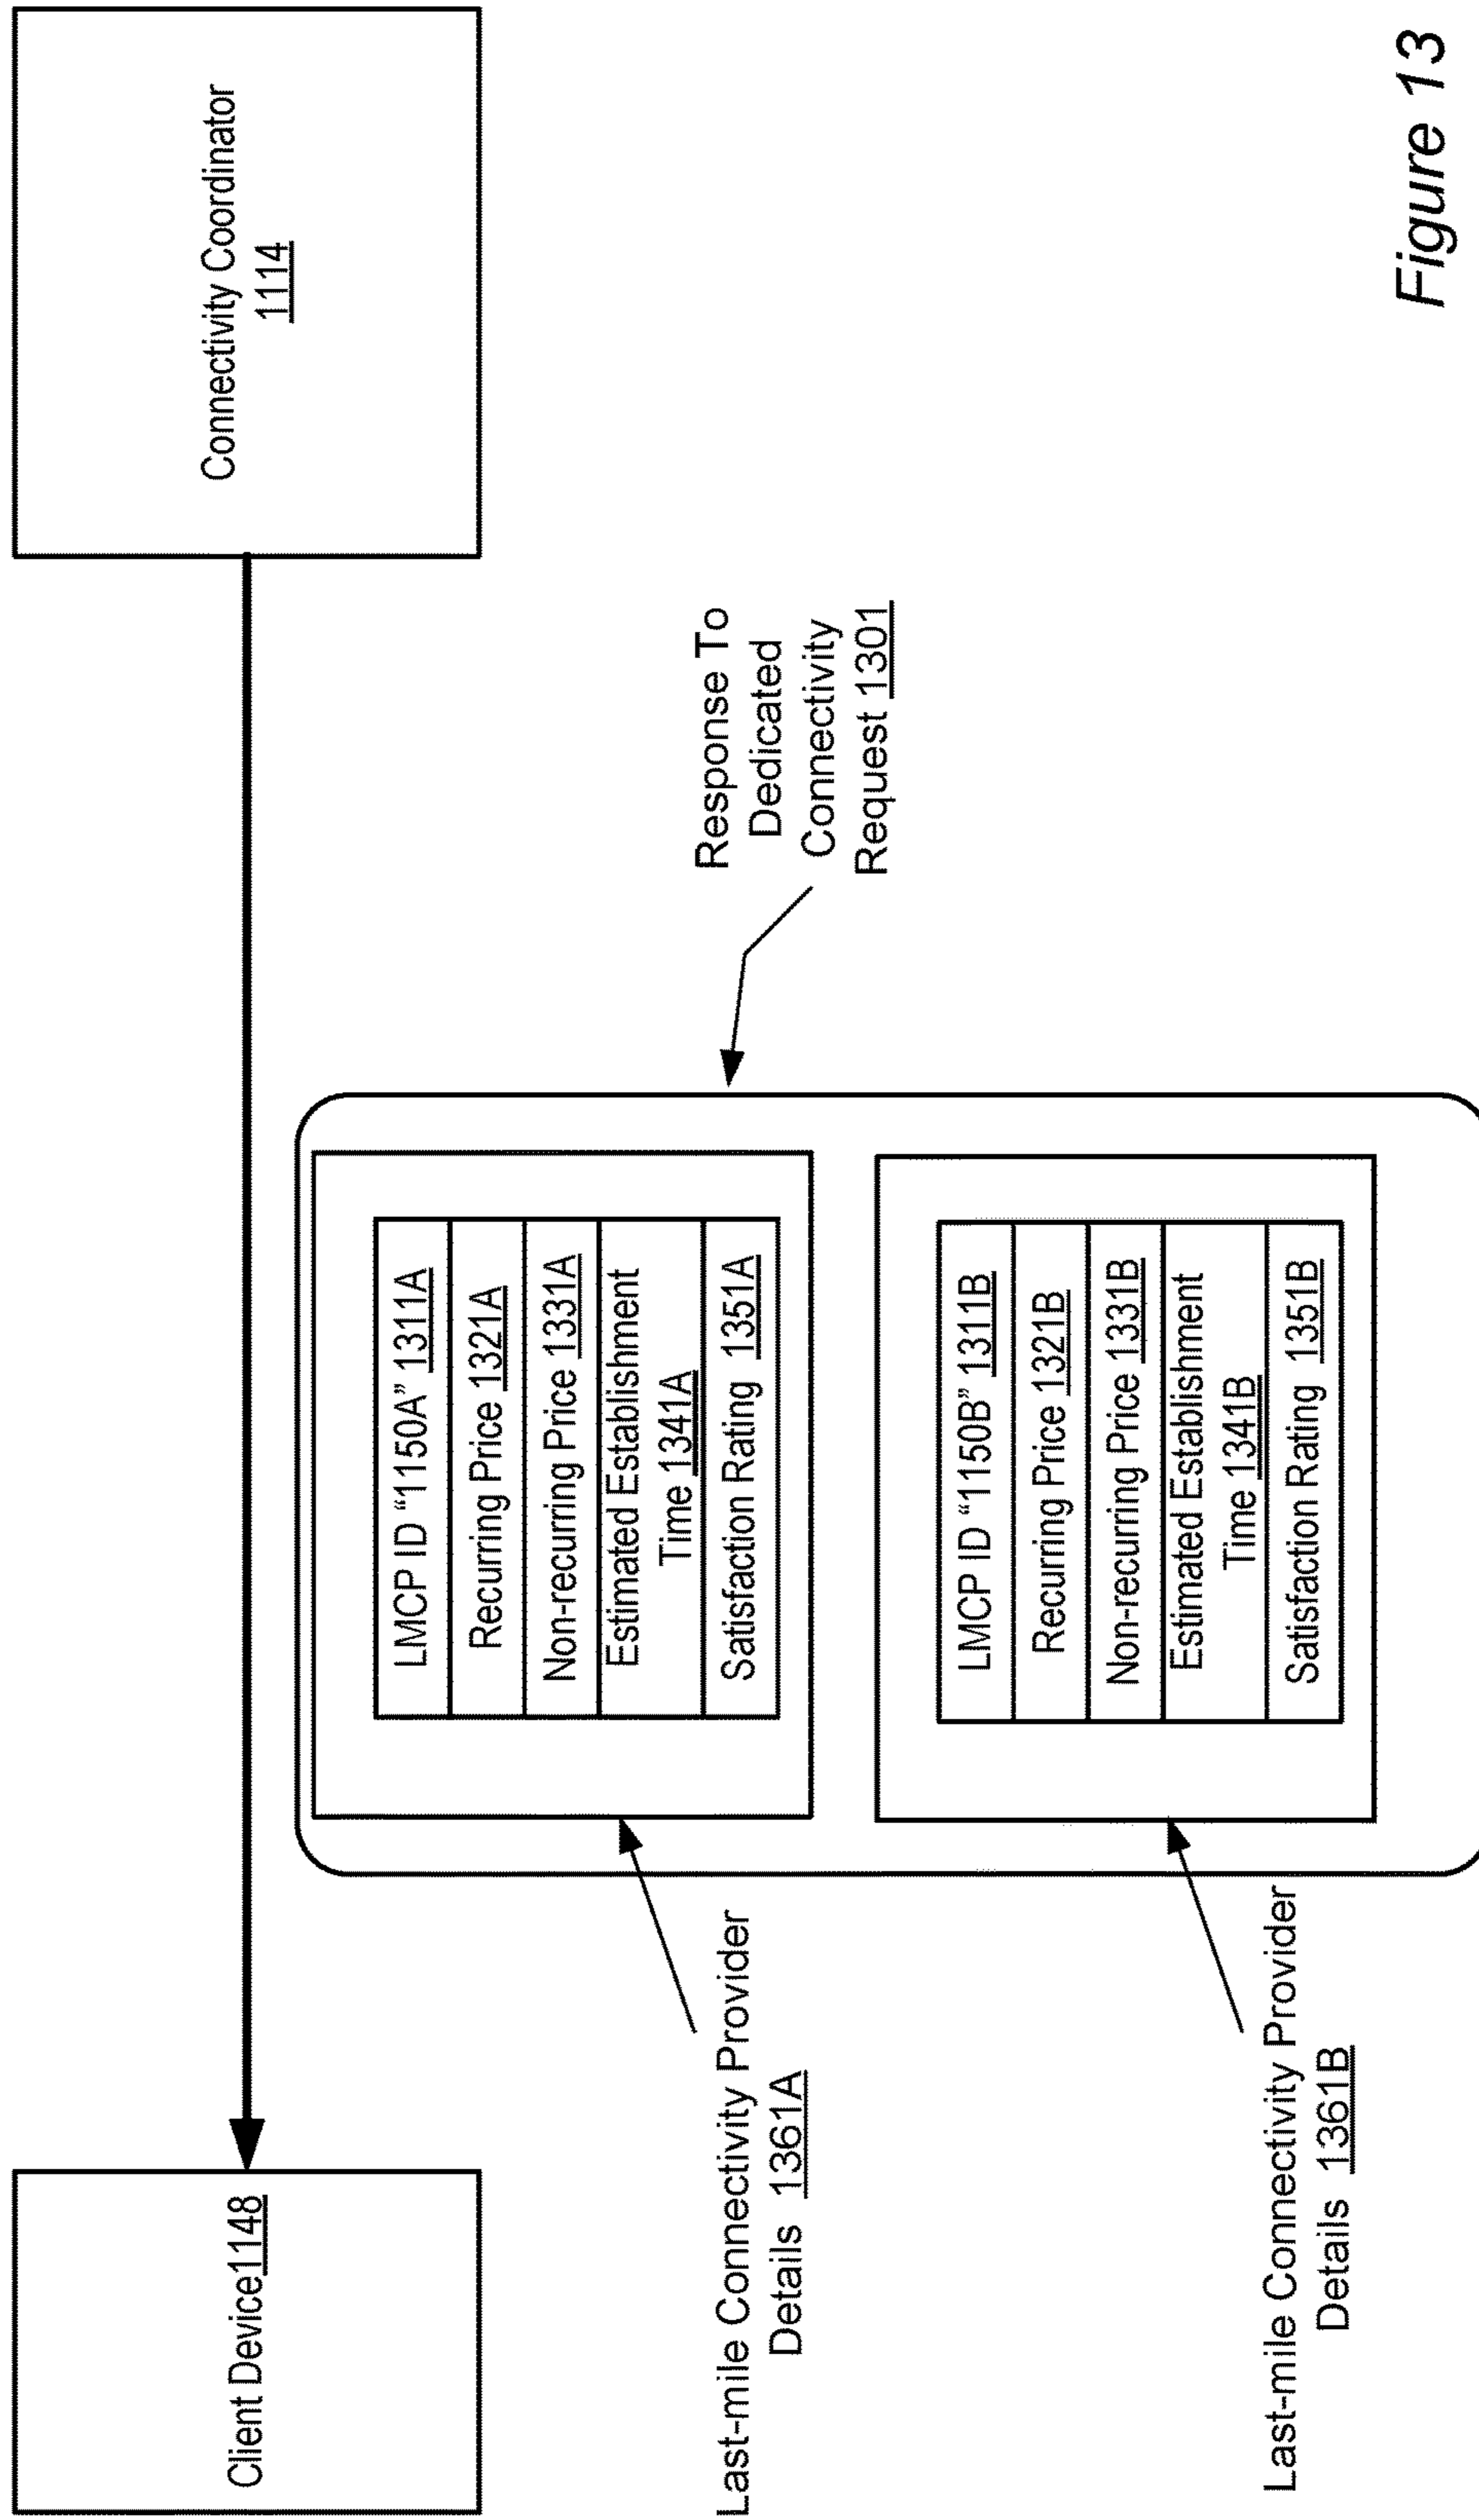 Client Device1148
Connectivity Coordinator
1114
Response To
Dedicated
Connectivity
Request 1301
Last-mile Connectivity Provider
Details 1361A
LMCP ID “1150A” 1311A
Recurring Price 1321A
Non-recurring Price 1331A
Estimated Establishment
Time 1341A
Satisfaction Rating 1351A
Last-mile Connectivity Provider
Details 1361B
LMCP ID “1150B” 1311B
Recurring Price 1321B
Non-recurring Price 1331B
Estimated Establishment
Time 1341B
Satisfaction Rating 1351B
Figure 13